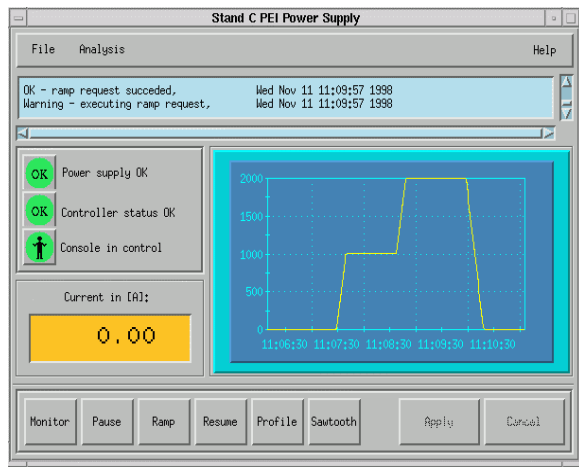 Stand C PEI Power Supply
File Analysis Help
OK - ramp request succeded, Wed Nov 11 11:09:57 1998
Warning - executing ramp request, Wed Nov 11 11:09:57 1998
OK Power supply OK
OK Controller status OK
Console in control
Current in [A]:
0.00
2000
1500
1000
500
0
11:06:30 11:07:30 11:08:30 11:09:30 11:10:30
Monitor Pause Ramp Resume Profile Sawtooth Apply Cancel